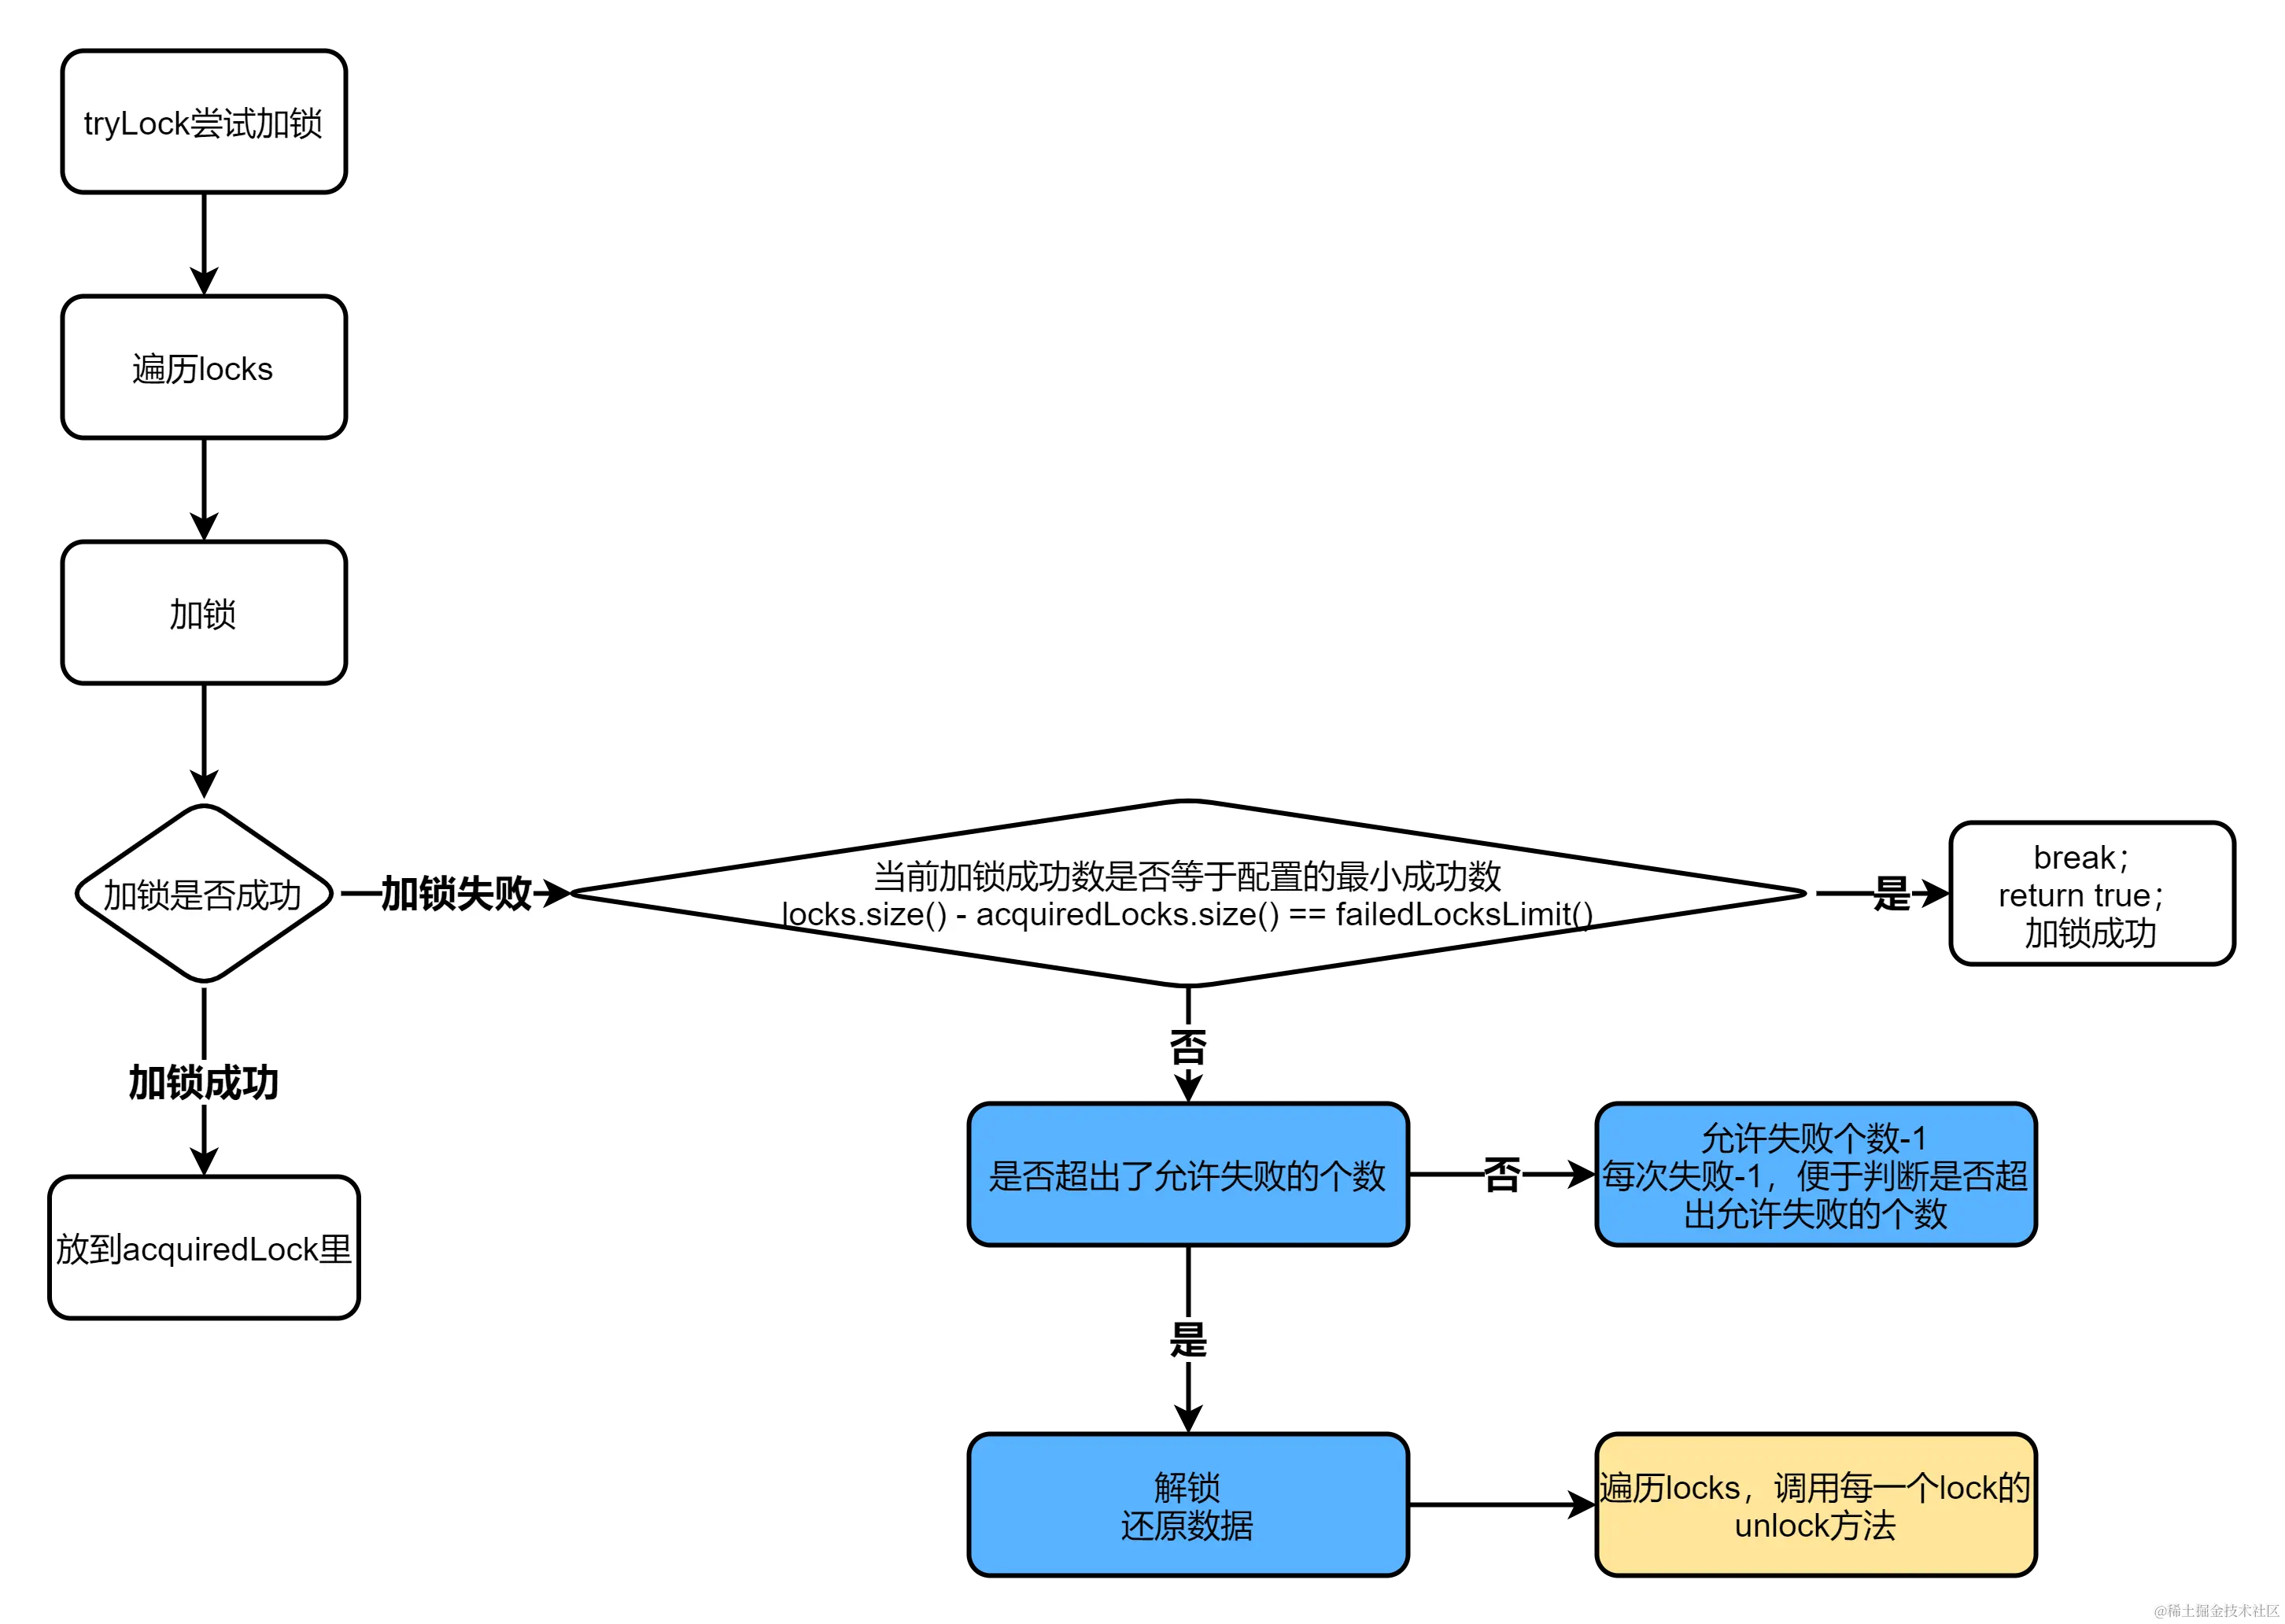 tryLock尝试加锁
遍历locks
加锁
加锁是否成功
加锁失败
当前加锁成功数是否等于配置的最小成功数
locks.size() - acquiredLocks.size() == failedLocksLimit()
是
break；
return true；
加锁成功
否
加锁成功
放到acquiredLock里
是否超出了允许失败的个数
否
允许失败个数-1
每次失败-1，便于判断是否超
出允许失败的个数
是
解锁
还原数据
遍历locks，调用每一个lock的
unlock方法
@稀土掘金技术社区